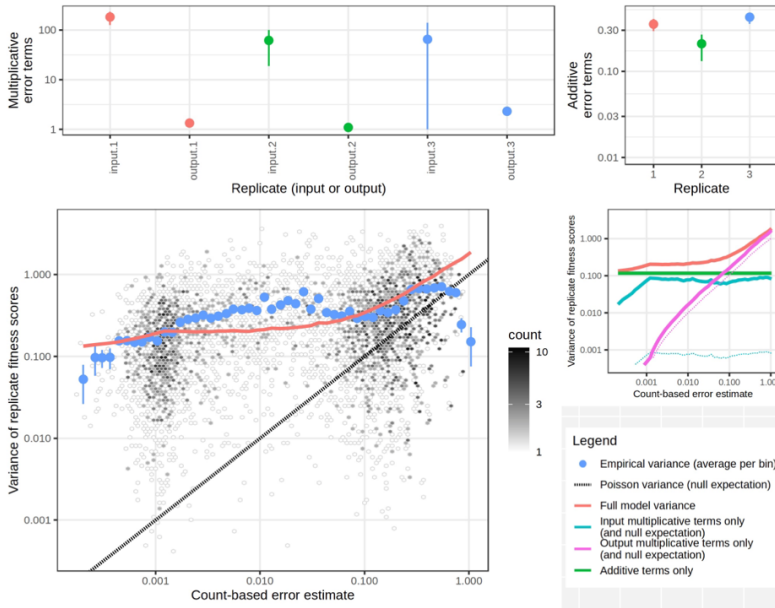 Multiplicative
error terms
100
10
1
input.1
output.1
input.2
output.2
input.3
output.3
Replicate (input or output)
Additive
error terms
0.30
0.10
0.03
0.01
1
2
3
Replicate
Variance of replicate fitness scores
1.000
0.100
0.010
0.001
0.001
0.010
0.100
1.000
Count-based error estimate
count
10
3
1
Variance of replicate fitness scores
1.000
0.100
0.010
0.001
0.001
0.010
0.100
1.000
Count-based error estimate
Legend
Empirical variance (average per bin)
Poisson variance (null expectation)
Full model variance
Input multiplicative terms only
(and null expectation)
Output multiplicative terms only
(and null expectation)
Additive terms only